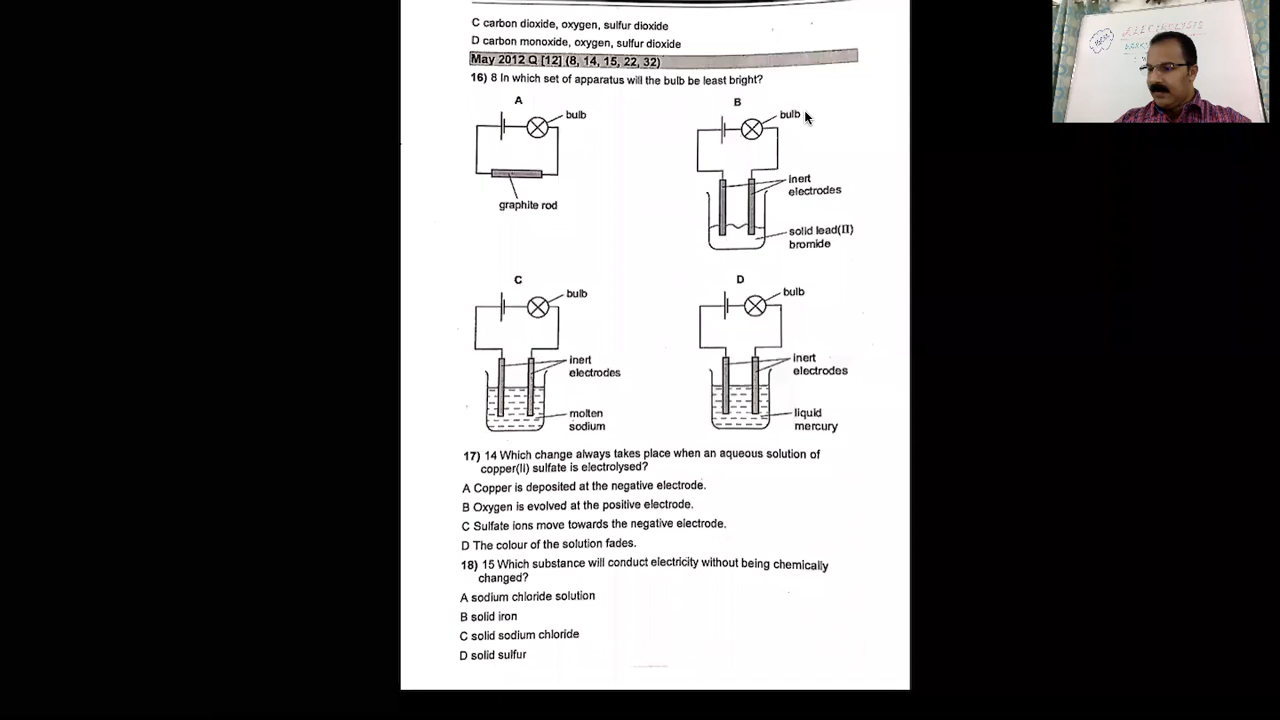 C carbon dioxide, oxygen, sulfur dioxide
D carbon monoxide, oxygen, sulfur dioxide
May 2012 Q [12] (8, 14, 15, 22, 32)
16) 8 In which set of apparatus will the bulb be least bright?
A
bulb
graphite rod
B
bulb
inert
electrodes
solid lead(II)
bromide
C
bulb
inert
electrodes
molten
sodium
D
bulb
inert
electrodes
liquid
mercury
17) 14 Which change always takes place when an aqueous solution of
copper(II) sulfate is electrolysed?
A Copper is deposited at the negative electrode.
B Oxygen is evolved at the positive electrode.
C Sulfate ions move towards the negative electrode.
D The colour of the solution fades.
18) 15 Which substance will conduct electricity without being chemically
changed?
A sodium chloride solution
B solid iron
C solid sodium chloride
D solid sulfur
ELECTROLYSIS